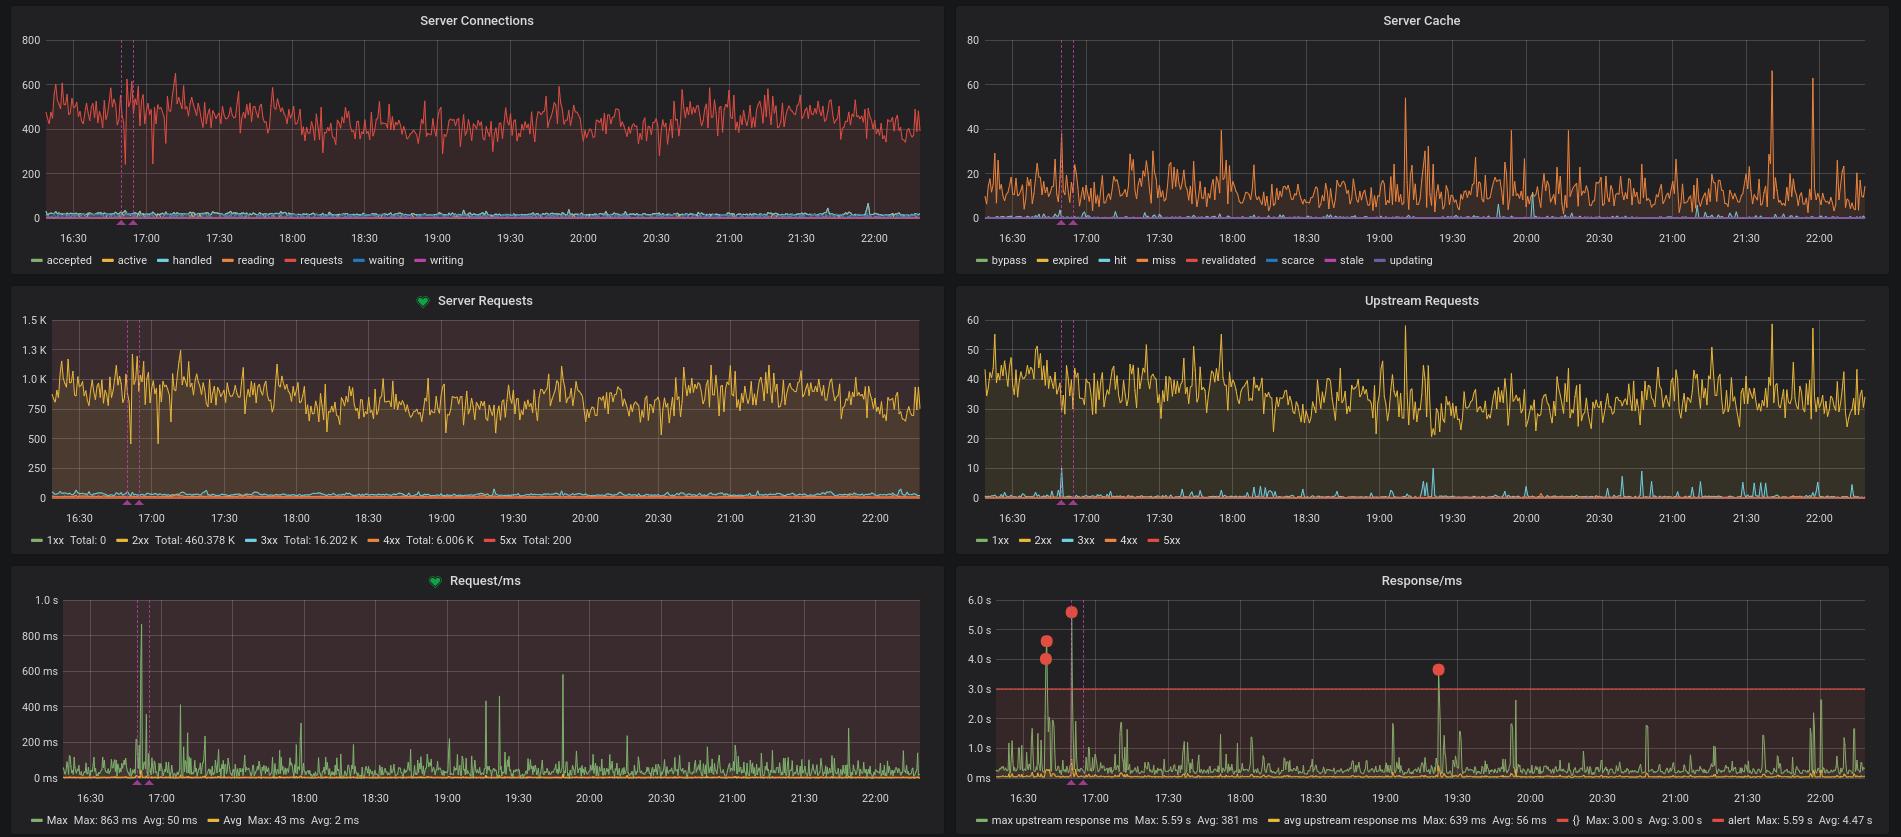 Server Connections
800
600
400
200
0
16:30 17:00 17:30 18:00 18:30 19:00 19:30 20:00 20:30 21:00 21:30 22:00
accepted active handled reading requests waiting writing
Server Cache
80
60
40
20
0
16:30 17:00 17:30 18:00 18:30 19:00 19:30 20:00 20:30 21:00 21:30 22:00
bypass expired hit miss revalidated scarce stale updating
Server Requests
1.5 K
1.3 K
1.0 K
750
500
250
0
16:30 17:00 17:30 18:00 18:30 19:00 19:30 20:00 20:30 21:00 21:30 22:00
1xx Total: 0 2xx Total: 460.378 K 3xx Total: 16.202 K 4xx Total: 6.006 K 5xx Total: 200
Upstream Requests
60
50
40
30
20
10
0
16:30 17:00 17:30 18:00 18:30 19:00 19:30 20:00 20:30 21:00 21:30 22:00
1xx 2xx 3xx 4xx 5xx
Request/ms
1.0 s
800 ms
600 ms
400 ms
200 ms
0 ms
16:30 17:00 17:30 18:00 18:30 19:00 19:30 20:00 20:30 21:00 21:30 22:00
Max Max: 863 ms Avg: 50 ms Avg Max: 43 ms Avg: 2 ms
Response/ms
6.0 s
5.0 s
4.0 s
3.0 s
2.0 s
1.0 s
0 ms
16:30 17:00 17:30 18:00 18:30 19:00 19:30 20:00 20:30 21:00 21:30 22:00
max upstream response ms Max: 5.59 s Avg: 381 ms avg upstream response ms Max: 639 ms Avg: 56 ms {} Max: 3.00 s Avg: 3.00 s alert Max: 5.59 s Avg: 4.47 s